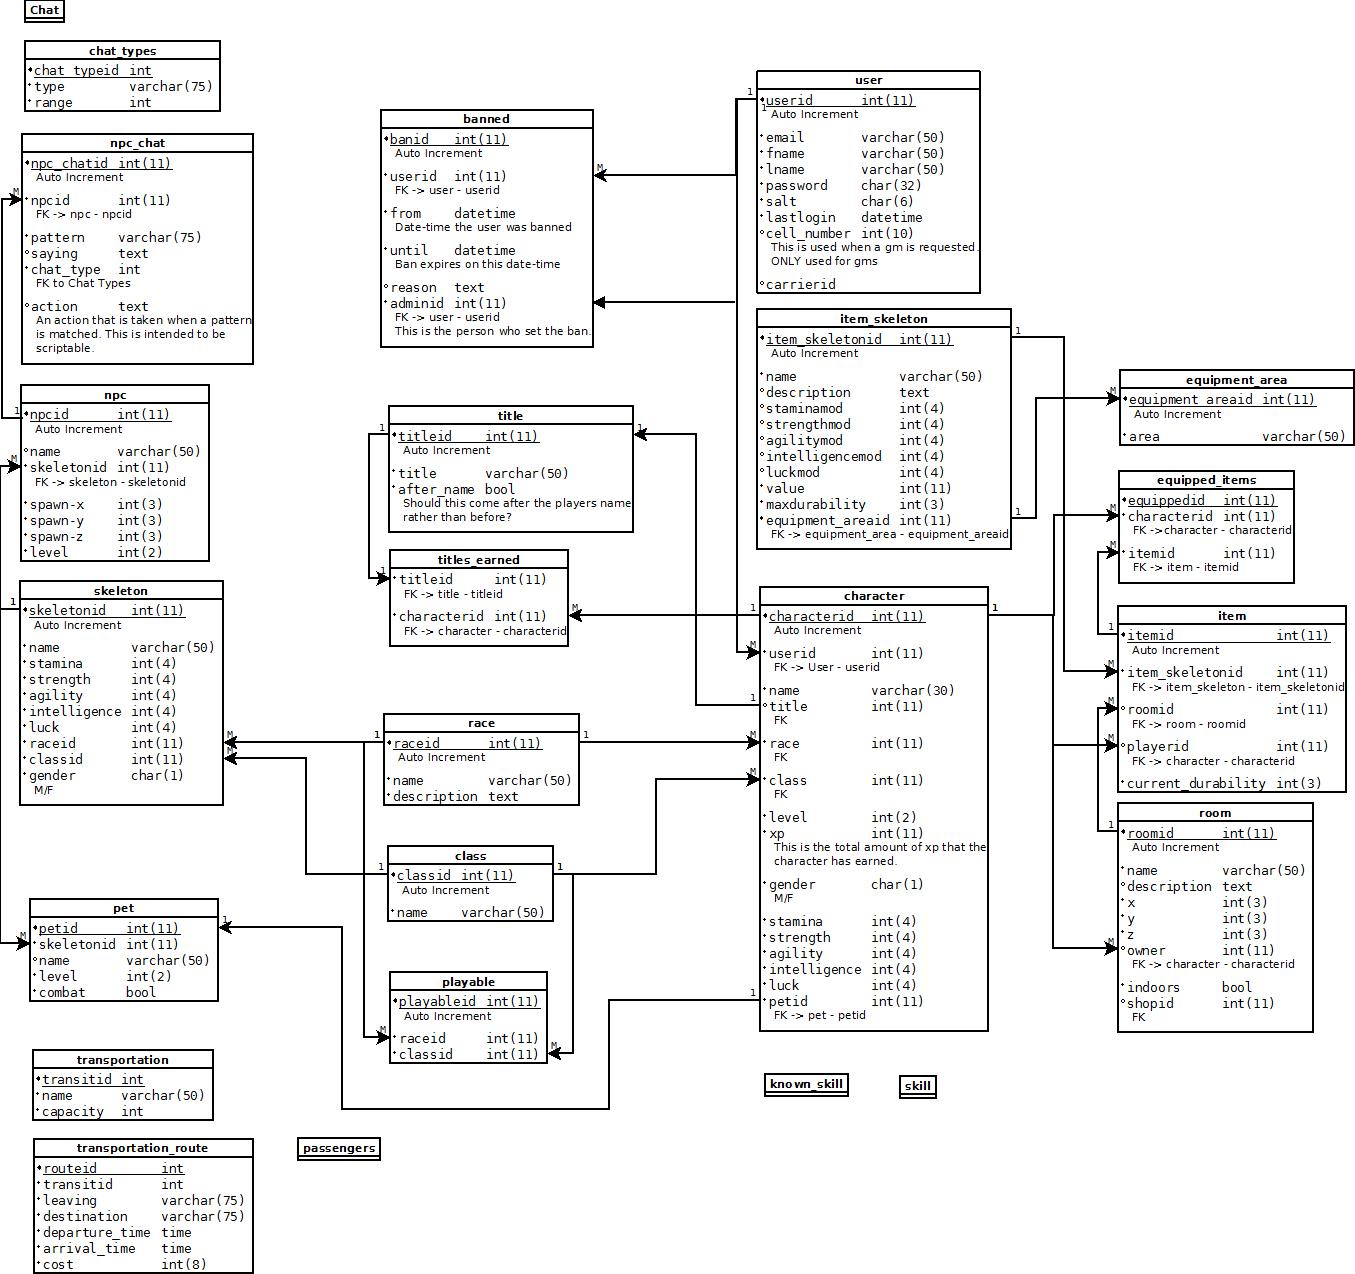 Chat
chat_types
chat_typeid int
type varchar(75)
range int
npc_chat
npc_chatid int(11)
Auto Increment
npcid int(11)
FK -> npc - npcid
pattern varchar(75)
saying text
chat_type int
FK to Chat Types
action text
An action that is taken when a pattern
is matched. This is intended to be
scriptable.
M
1
npc
npcid int(11)
Auto Increment
name varchar(50)
skeletonid int(11)
FK -> skeleton - skeletonid
spawn-x int(3)
spawn-y int(3)
spawn-z int(3)
level int(2)
M
skeleton
skeletonid int(11)
Auto Increment
name varchar(50)
stamina int(4)
strength int(4)
agility int(4)
intelligence int(4)
luck int(4)
raceid int(11)
classid int(11)
gender char(1)
M/F
1
M
M
pet
petid int(11)
skeletonid int(11)
name varchar(50)
level int(2)
combat bool
M
1
transportation
transitid int
name varchar(50)
capacity int
transportation_route
routeid int
transitid int
leaving varchar(75)
destination varchar(75)
departure_time time
arrival_time time
cost int(8)
passengers
banned
banid int(11)
Auto Increment
userid int(11)
FK -> user - userid
from datetime
Date-time the user was banned
until datetime
Ban expires on this date-time
reason text
adminid int(11)
FK -> user - userid
This is the person who set the ban.
M
title
titleid int(11)
Auto Increment
title varchar(50)
after_name bool
Should this come after the players name
rather than before?
1
1
titles_earned
titleid int(11)
FK -> title - titleid
characterid int(11)
FK -> character - characterid
1
M
race
raceid int(11)
Auto Increment
name varchar(50)
description text
1
1
class
classid int(11)
Auto Increment
name varchar(50)
1
1
playable
playableid int(11)
Auto Increment
raceid int(11)
classid int(11)
M
M
user
userid int(11)
Auto Increment
email varchar(50)
fname varchar(50)
lname varchar(50)
password char(32)
salt char(6)
lastlogin datetime
cell_number int(10)
This is used when a gm is requested.
ONLY used for gms
carrierid
1
1
item_skeleton
item_skeletonid int(11)
Auto Increment
name varchar(50)
description text
staminamod int(4)
strengthmod int(4)
agilitymod int(4)
intelligencemod int(4)
luckmod int(4)
value int(11)
maxdurability int(3)
equipment_areaid int(11)
FK -> equipment_area - equipment_areaid
1
1
character
characterid int(11)
Auto Increment
userid int(11)
FK -> User - userid
name varchar(30)
title int(11)
FK
race int(11)
FK
class int(11)
FK
level int(2)
xp int(11)
This is the total amount of xp that the
character has earned.
gender char(1)
M/F
stamina int(4)
strength int(4)
agility int(4)
intelligence int(4)
luck int(4)
petid int(11)
FK -> pet - petid
1
1
M
1
M
M
1
known_skill
skill
equipment_area
equipment_areaid int(11)
Auto Increment
area varchar(50)
M
equipped_items
equippedid int(11)
characterid int(11)
FK ->character - characterid
itemid int(11)
FK -> item - itemid
M
M
item
itemid int(11)
Auto Increment
item_skeletonid int(11)
FK -> item_skeleton - item_skeletonid
roomid int(11)
FK -> room - roomid
playerid int(11)
FK -> character - characterid
current_durability int(3)
1
M
M
M
room
roomid int(11)
Auto Increment
name varchar(50)
description text
x int(3)
y int(3)
z int(3)
owner int(11)
FK -> character - characterid
indoors bool
shopid int(11)
FK
1
M